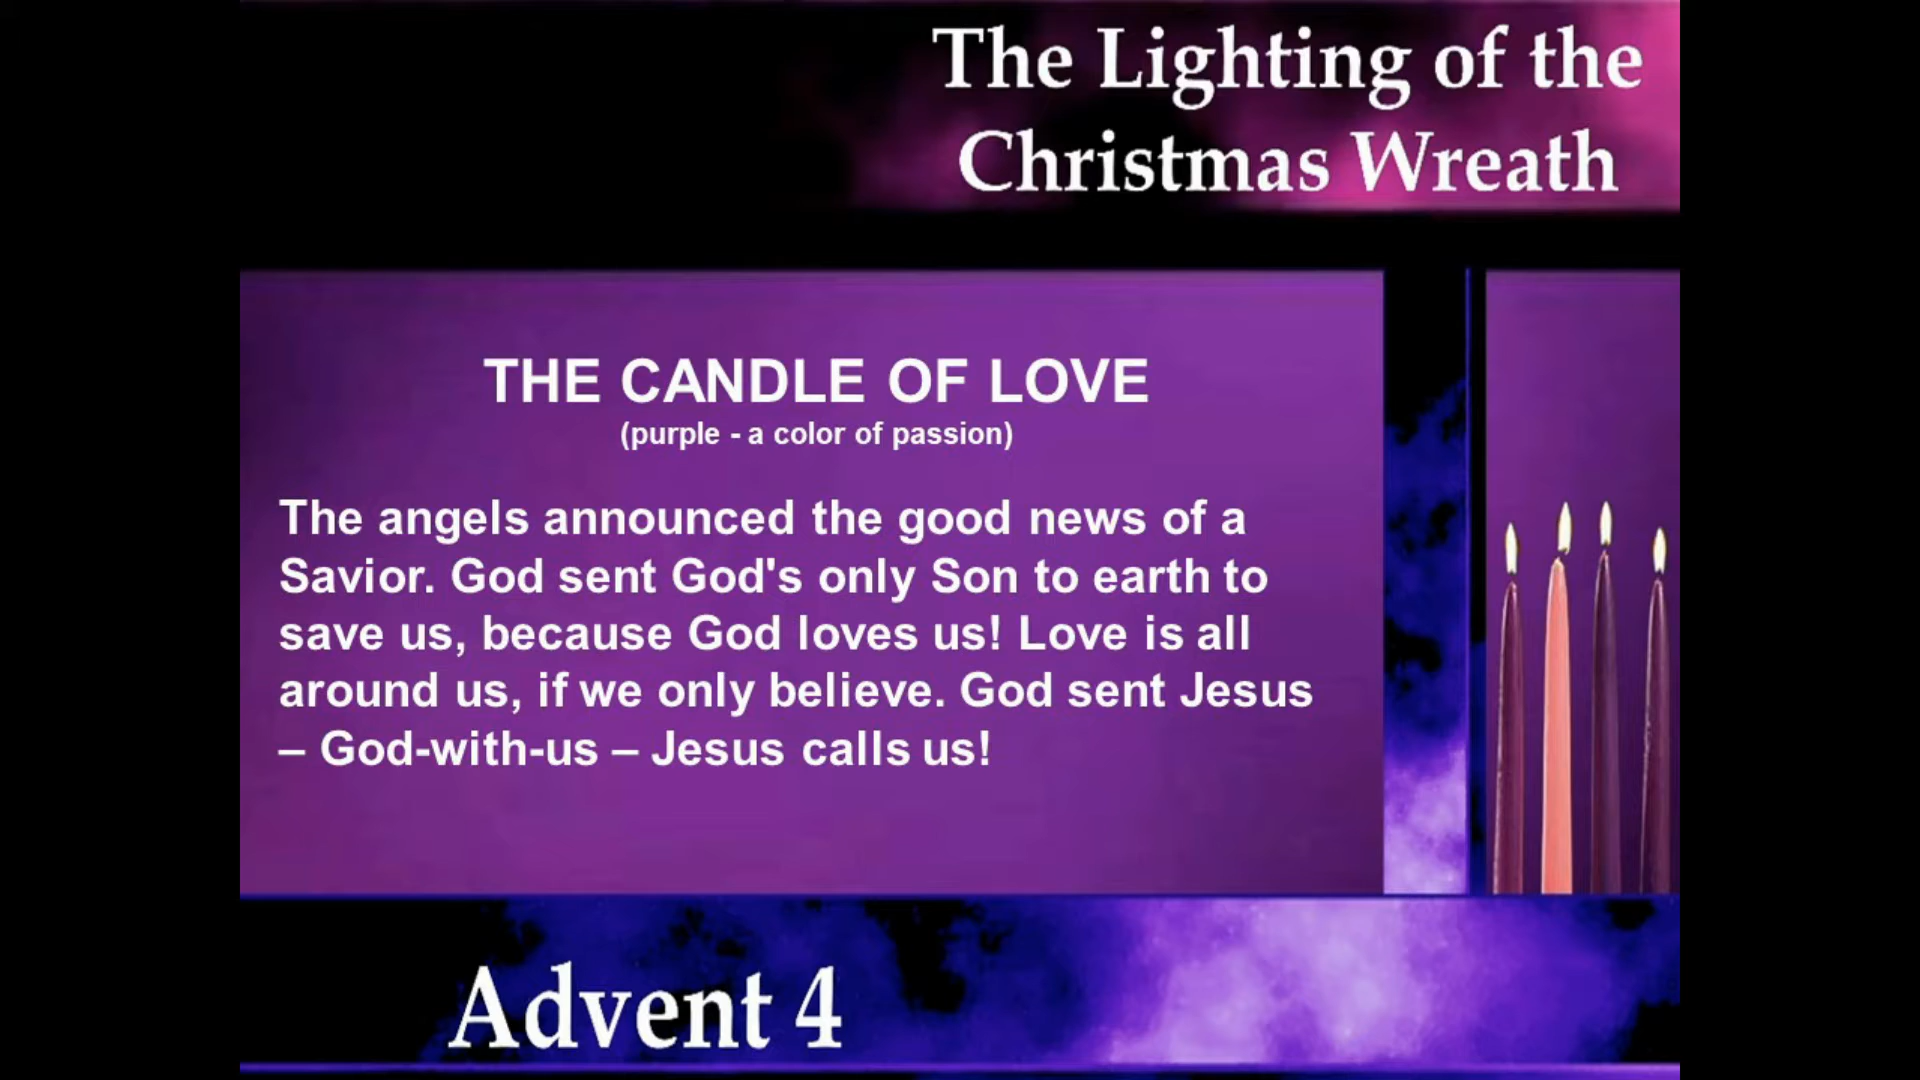 The Lighting of the
Christmas Wreath
THE CANDLE OF LOVE
(purple - a color of passion)
The angels announced the good news of a
Savior. God sent God's only Son to earth to
save us, because God loves us! Love is all
around us, if we only believe. God sent Jesus
– God-with-us – Jesus calls us!
Advent 4